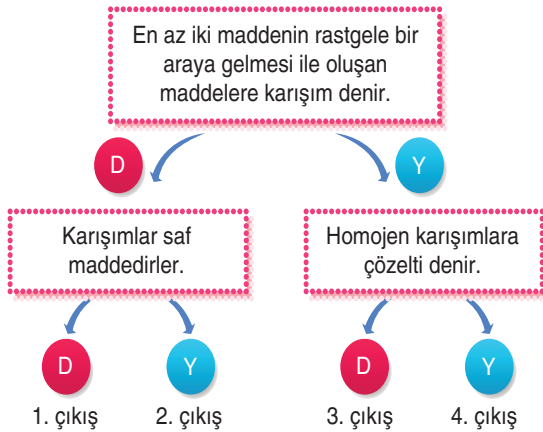 En az iki maddenin rastgele bir
araya gelmesi ile oluşan
maddelere karışım denir.
D
Y
Karışımlar saf
maddedirler.
Homojen karışımlara
çözelti denir.
D
Y
D
Y
1. çıkış
2. çıkış
3. çıkış
4. çıkış